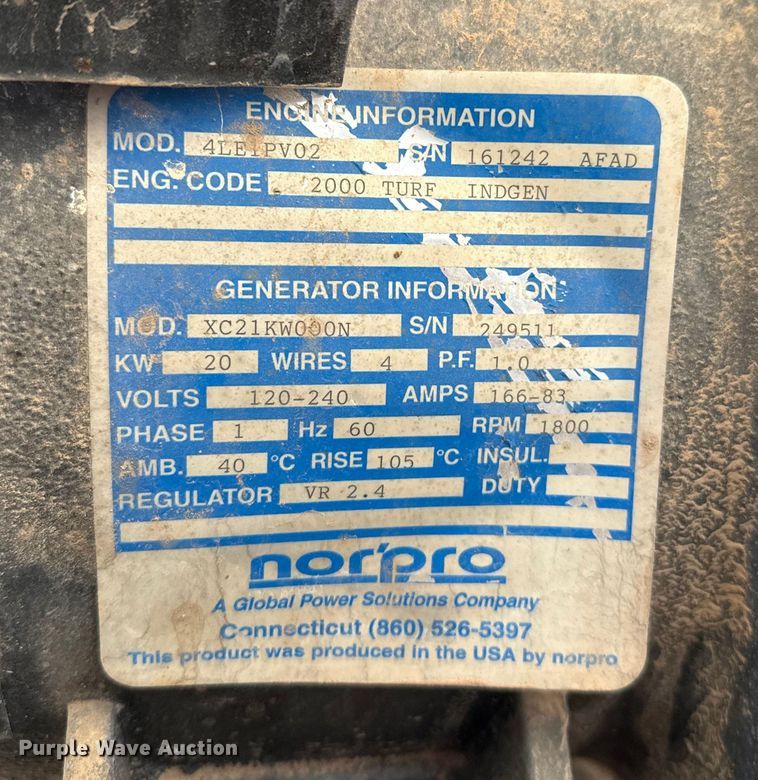 ENGINE INFORMATION
MOD. 4LE1PV02 S/N 161242 AFAD
ENG. CODE 2000 TURF INDGEN
GENERATOR INFORMATION
MOD. XC21KW000N S/N 249511
KW 20 WIRES 4 P.F. 1.0
VOLTS 120-240 AMPS 166-83
PHASE 1 Hz 60 RPM 1800
AMB. 40 °C RISE 105 °C INSUL.
REGULATOR VR 2.4 DUTY
nor'pro
A Global Power Solutions Company
Connecticut (860) 526-5397
This product was produced in the USA by norpro
Purple Wave Auction